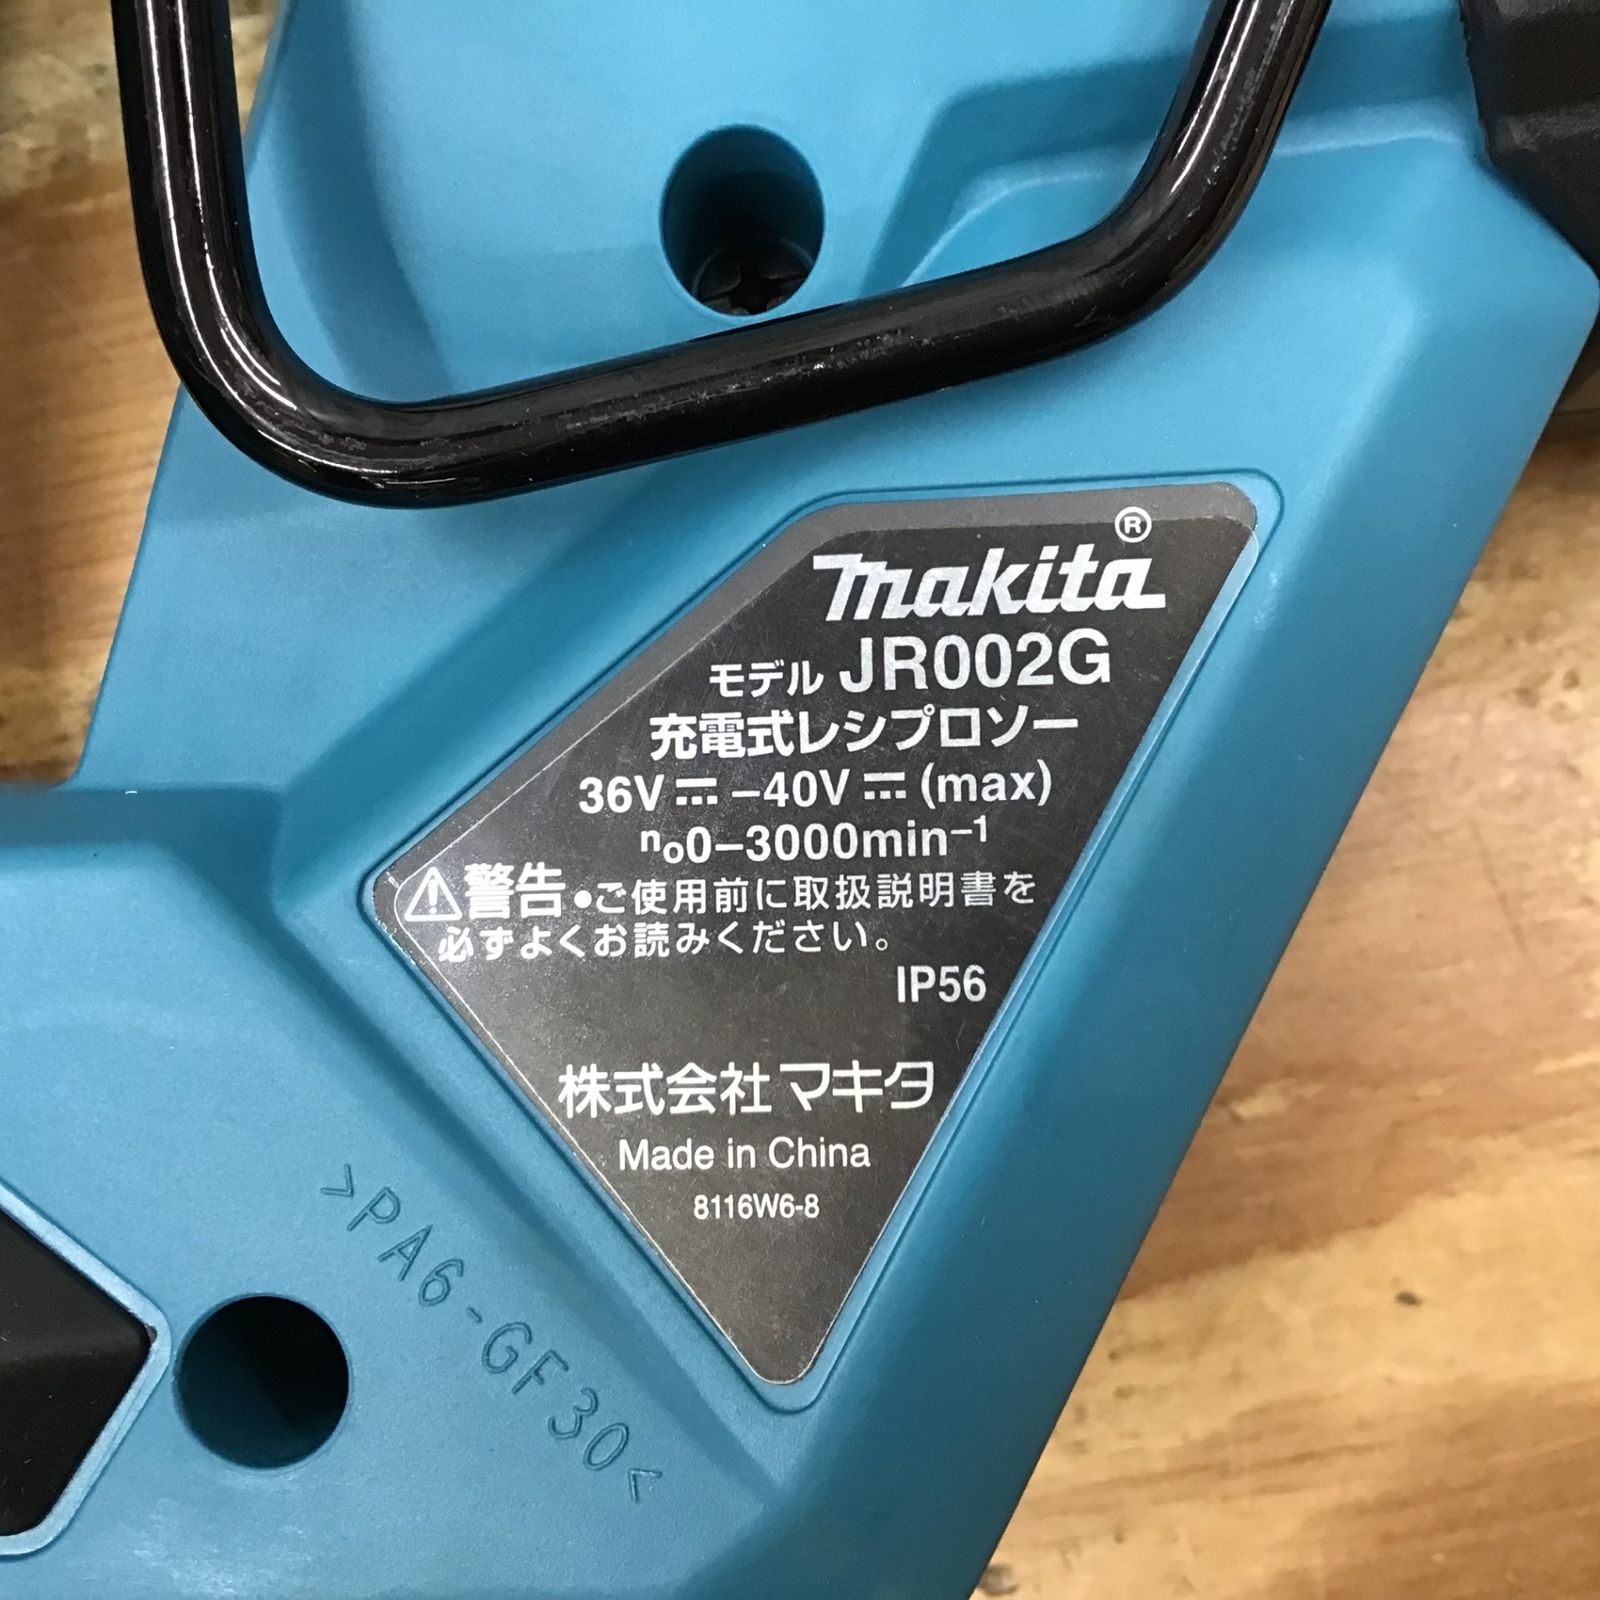 makita®
モデル JR002G
充電式レシプロソー
36V⎓–40V⎓(max)
n₀0–3000min⁻¹
⚠警告●ご使用前に取扱説明書を
必ずよくお読みください。
IP56
株式会社マキタ
Made in China
8116W6-8
>PA6-GF30<